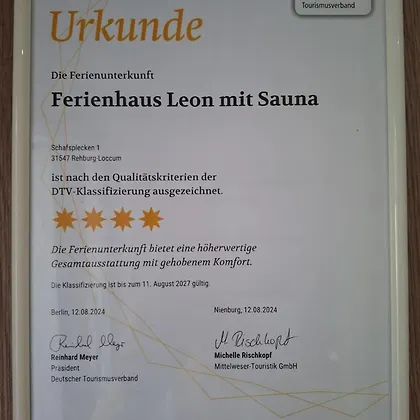 Tourismusverband
Urkunde
Die Ferienunterkunft
Ferienhaus Leon mit Sauna
Schafsplecken 1
31547 Rehburg-Loccum
ist nach den Qualitätskriterien der
DTV-Klassifizierung ausgezeichnet.
Die Ferienunterkunft bietet eine höherwertige
Gesamtausstattung mit gehobenem Komfort.
Die Klassifizierung ist bis zum 11. August 2027 gültig.
Berlin, 12.08.2024
Nienburg, 12.08.2024
Reinhard Meyer
Präsident
Deutscher Tourismusverband
M. Rischkopf
Michelle Rischkopf
Mittelweser-Touristik GmbH